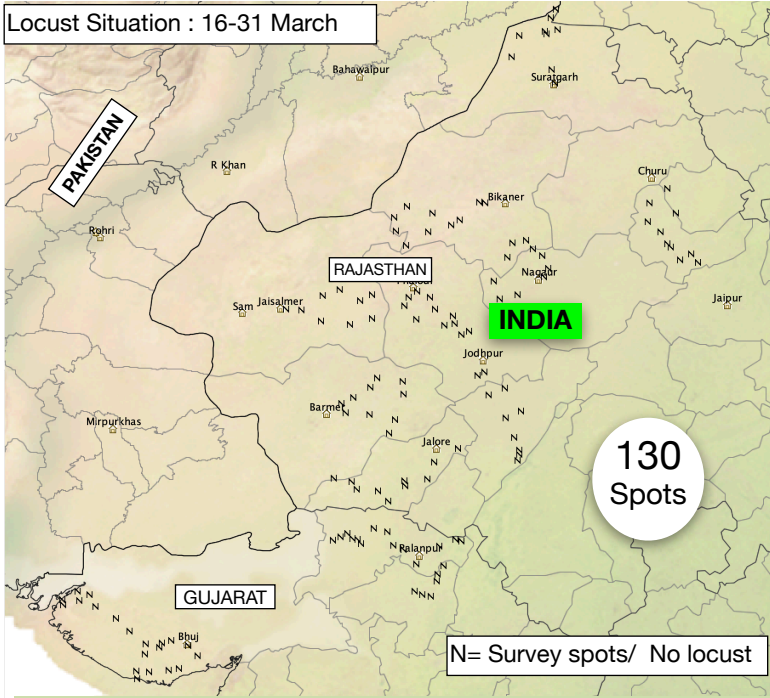 Locust Situation : 16-31 March
Bahawalpur
Suratgarh
PAKISTAN
R Khan
Churu
Bikaner
Rohri
RAJASTHAN
Nagaur
Sam
Jaisalmer
Jaipur
INDIA
Jodhpur
Barmer
Mirpurkhas
Jalore
130
Spots
Palanpur
GUJARAT
Bhuj
N= Survey spots/ No locust